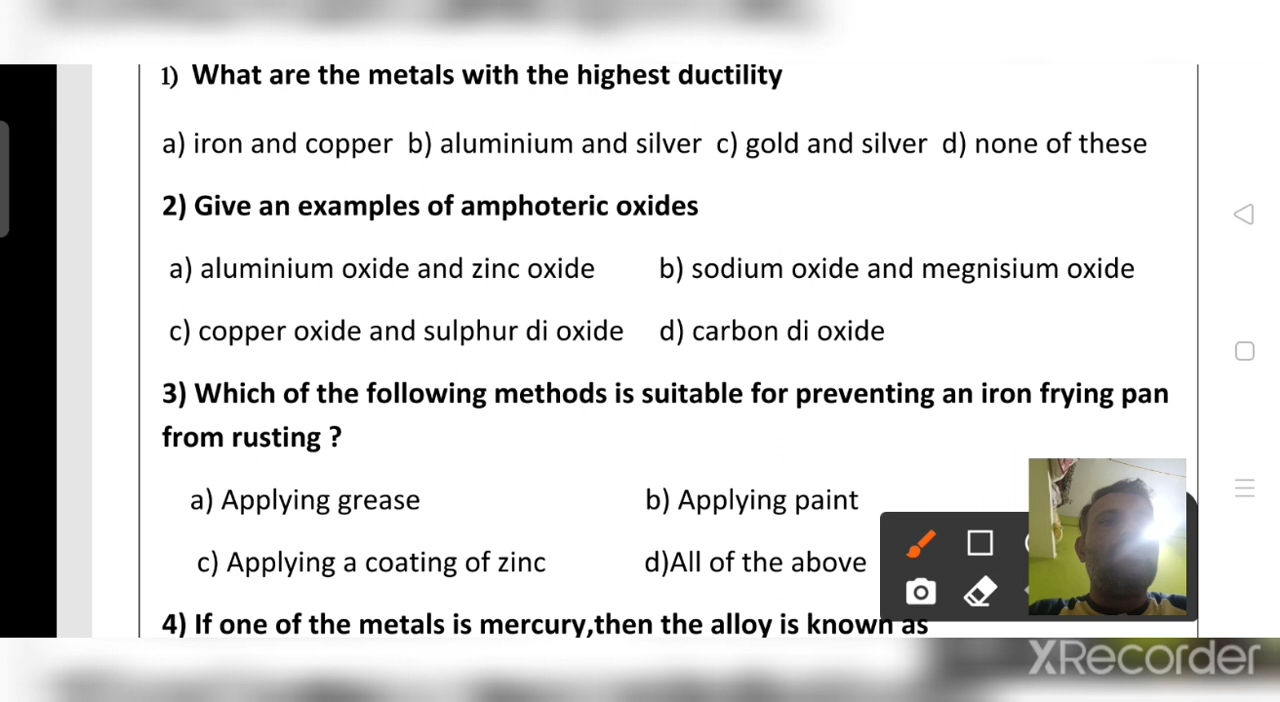 1) What are the metals with the highest ductility
a) iron and copper b) aluminium and silver c) gold and silver d) none of these
2) Give an examples of amphoteric oxides
a) aluminium oxide and zinc oxide b) sodium oxide and megnisium oxide
c) copper oxide and sulphur di oxide d) carbon di oxide
3) Which of the following methods is suitable for preventing an iron frying pan
from rusting ?
a) Applying grease b) Applying paint
c) Applying a coating of zinc d)All of the above
4) If one of the metals is mercury,then the alloy is known as
XRecorder